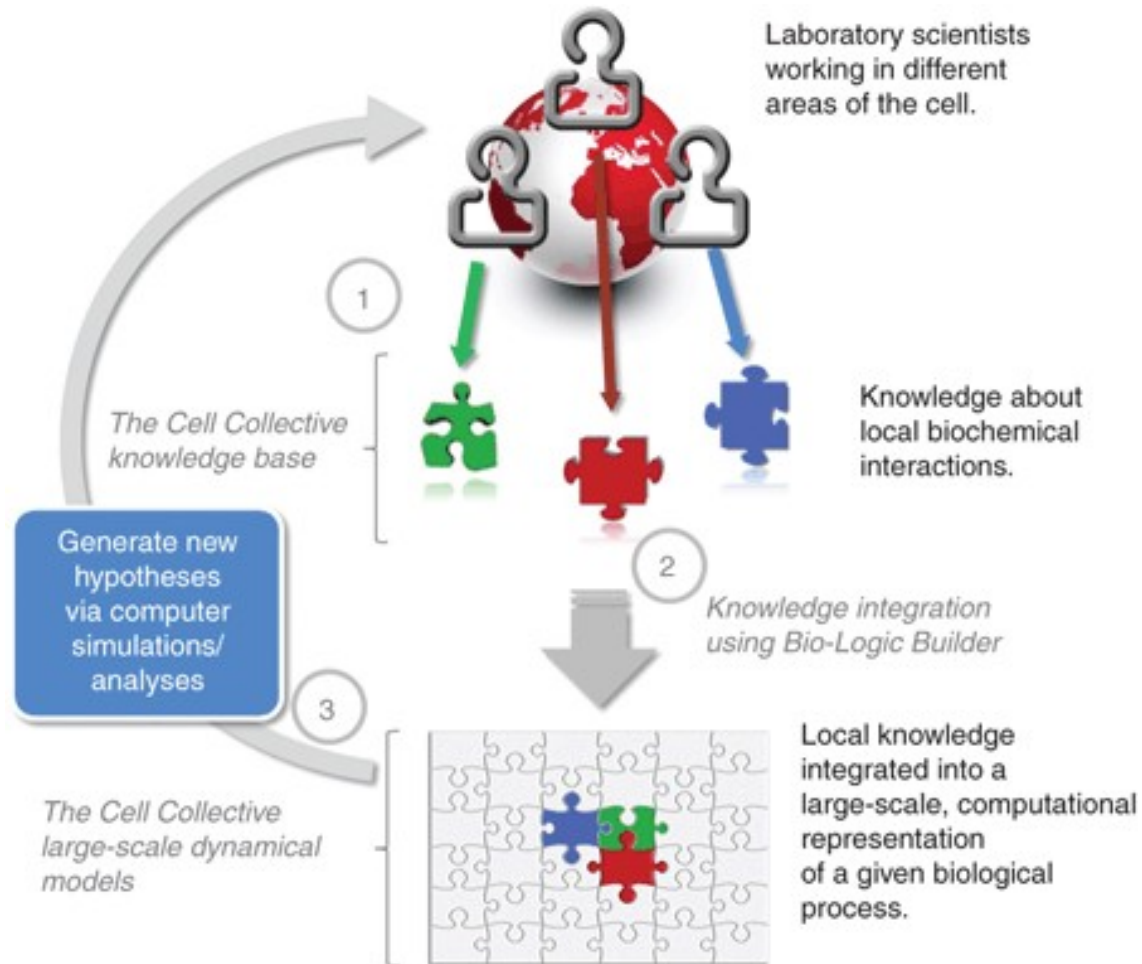 Laboratory scientists
working in different
areas of the cell.
1
The Cell Collective
knowledge base
Knowledge about
local biochemical
interactions.
Generate new
hypotheses
via computer
simulations/
analyses
2
Knowledge integration
using Bio-Logic Builder
3
The Cell Collective
large-scale dynamical
models
Local knowledge
integrated into a
large-scale, computational
representation
of a given biological
process.